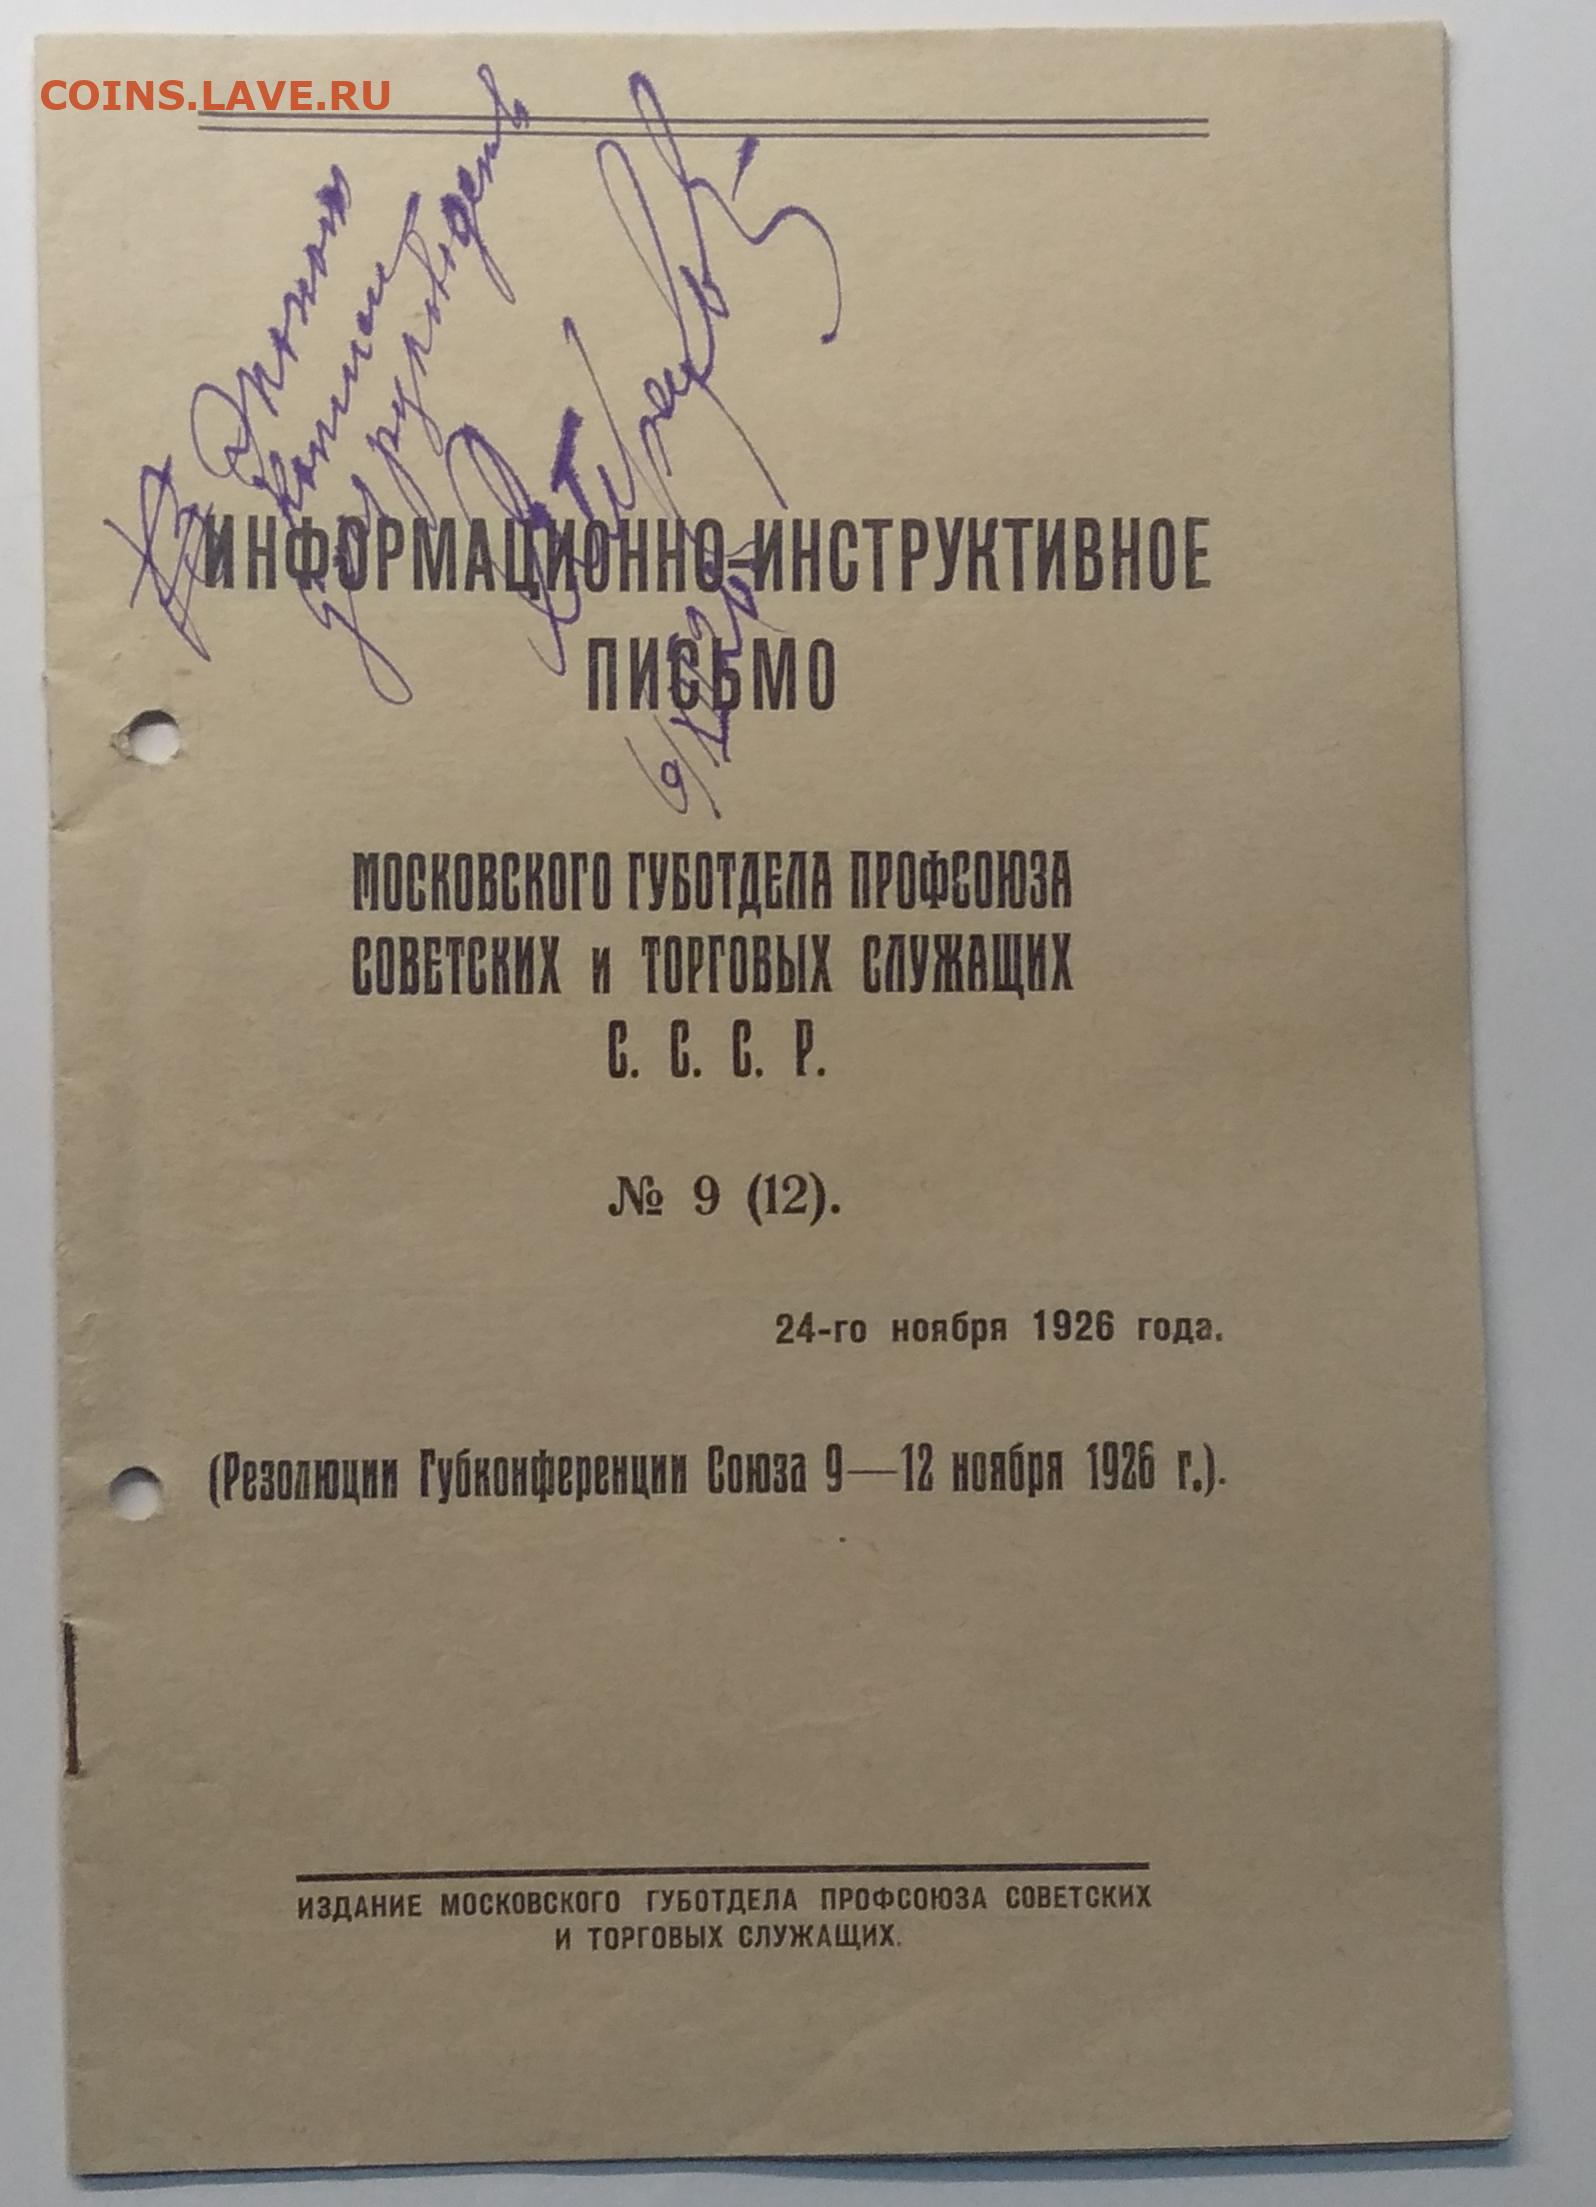 COINS.LAVE.RU
ИНФОРМАЦИОННО-ИНСТРУКТИВНОЕ
ПИСЬМО
МОСКОВСКОГО ГУБОТДЕЛА ПРОФСОЮЗА
СОВЕТСКИХ и ТОРГОВЫХ СЛУЖАЩИХ
С. С. С. Р.
№ 9 (12).
24-го ноября 1926 года.
(Резолюции Губконференции Союза 9—12 ноября 1926 г.).
ИЗДАНИЕ МОСКОВСКОГО ГУБОТДЕЛА ПРОФСОЮЗА СОВЕТСКИХ
И ТОРГОВЫХ СЛУЖАЩИХ.